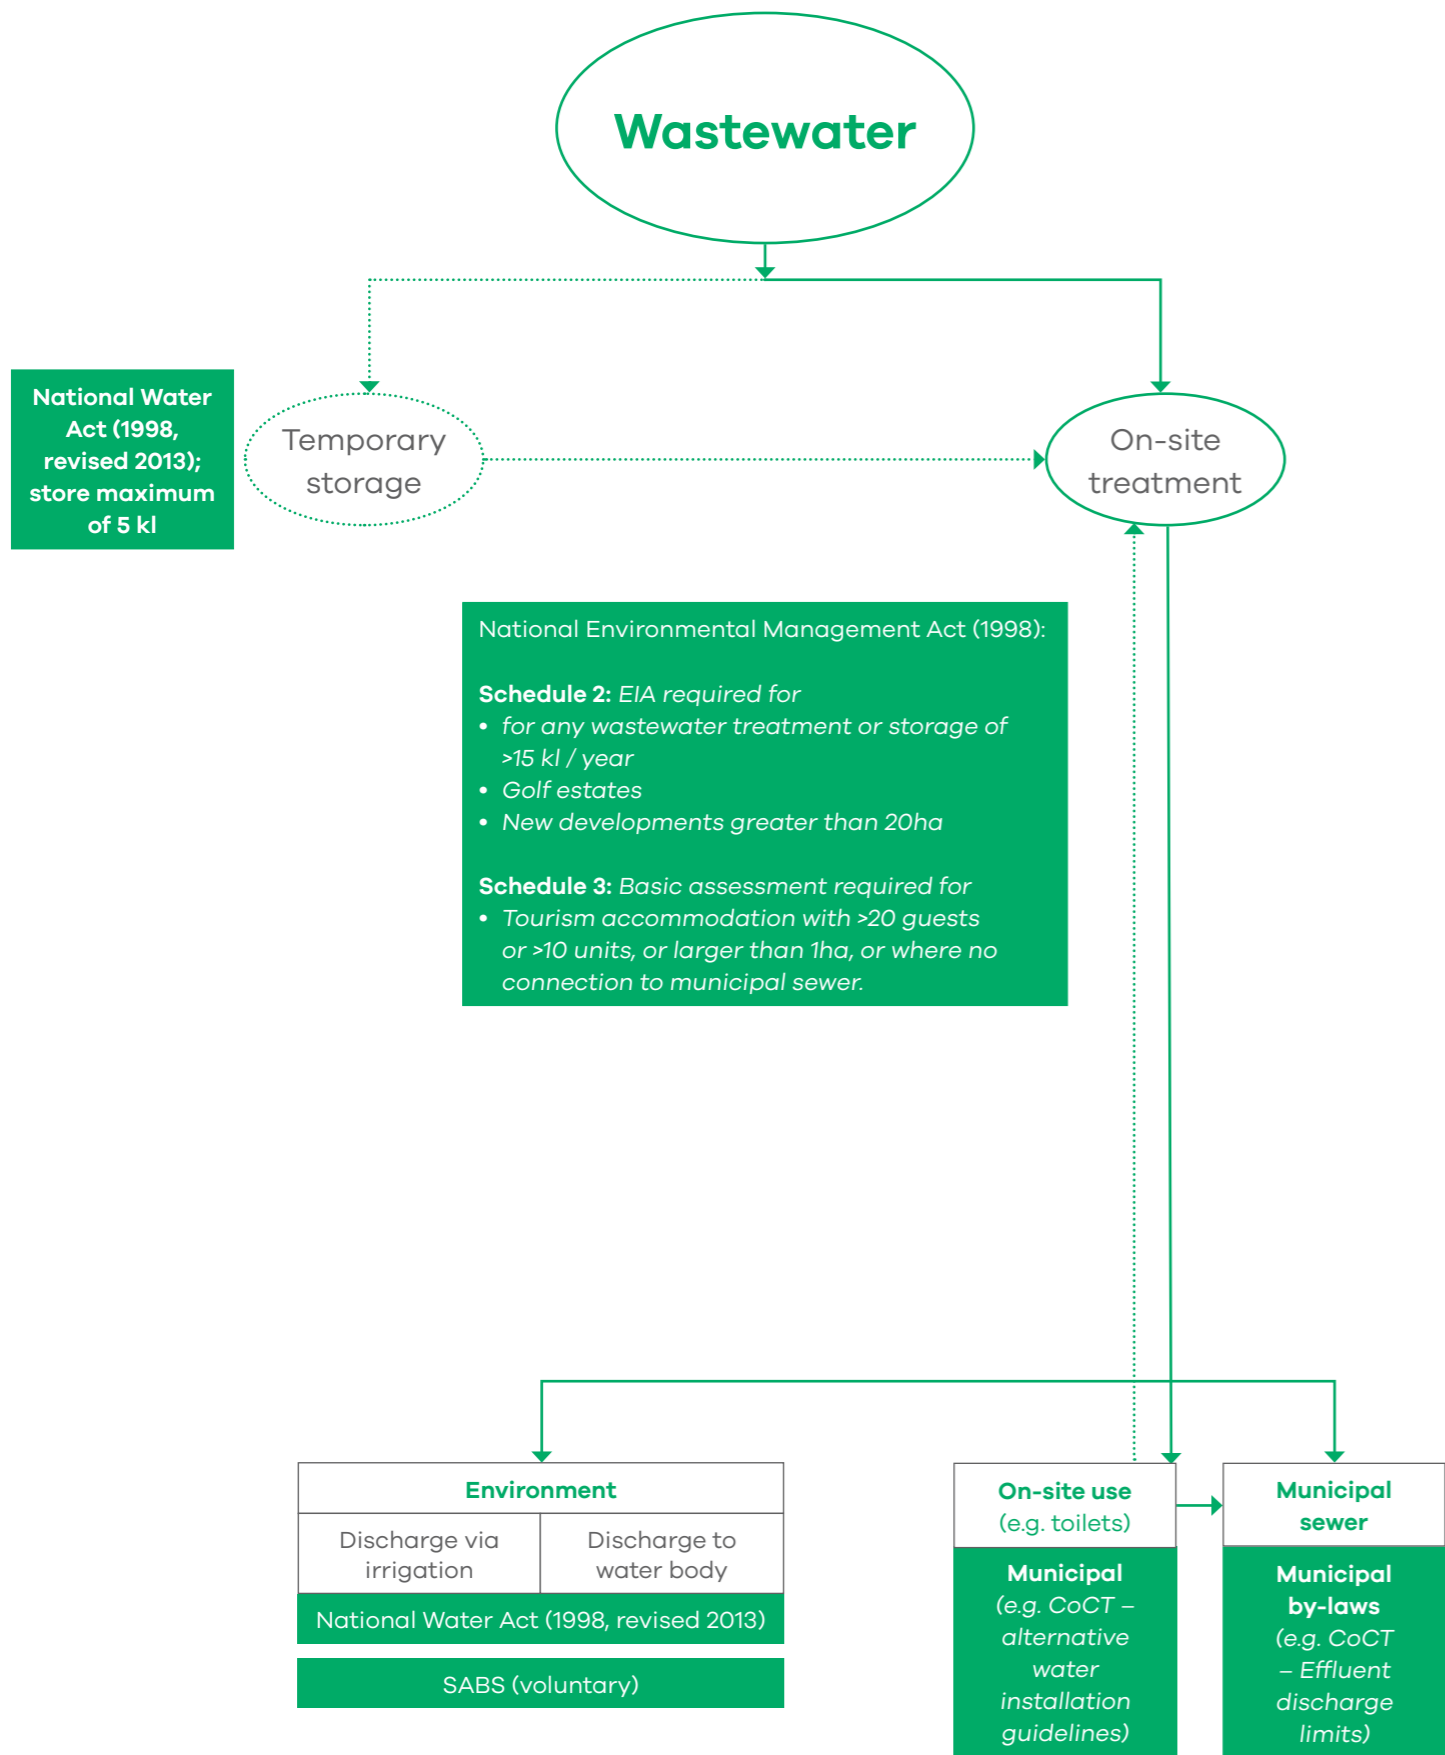 Wastewater
National Water
Act (1998,
revised 2013);
store maximum
of 5 kl
Temporary
storage
On-site
treatment
National Environmental Management Act (1998):
Schedule 2: EIA required for
• for any wastewater treatment or storage of
>15 kl / year
• Golf estates
• New developments greater than 20ha
Schedule 3: Basic assessment required for
• Tourism accommodation with >20 guests
or >10 units, or larger than 1ha, or where no
connection to municipal sewer.
Environment
Discharge via
irrigation
Discharge to
water body
National Water Act (1998, revised 2013)
SABS (voluntary)
On-site use
(e.g. toilets)
Municipal
(e.g. CoCT –
alternative
water
installation
guidelines)
Municipal
sewer
Municipal
by-laws
(e.g. CoCT
– Effluent
discharge
limits)